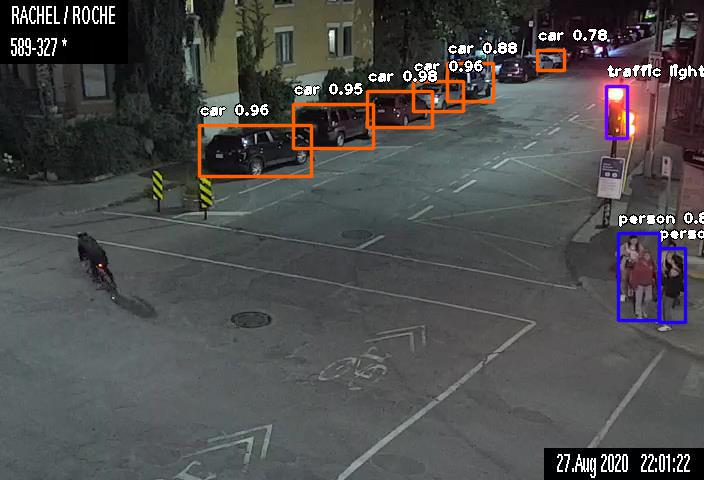 RACHEL / ROCHE
589-327 *
car 0.78
car 0.88
car 0.96
car 0.98
car 0.95
car 0.96
traffic light
person 0.8
perso
27.Aug 2020 22:01:22